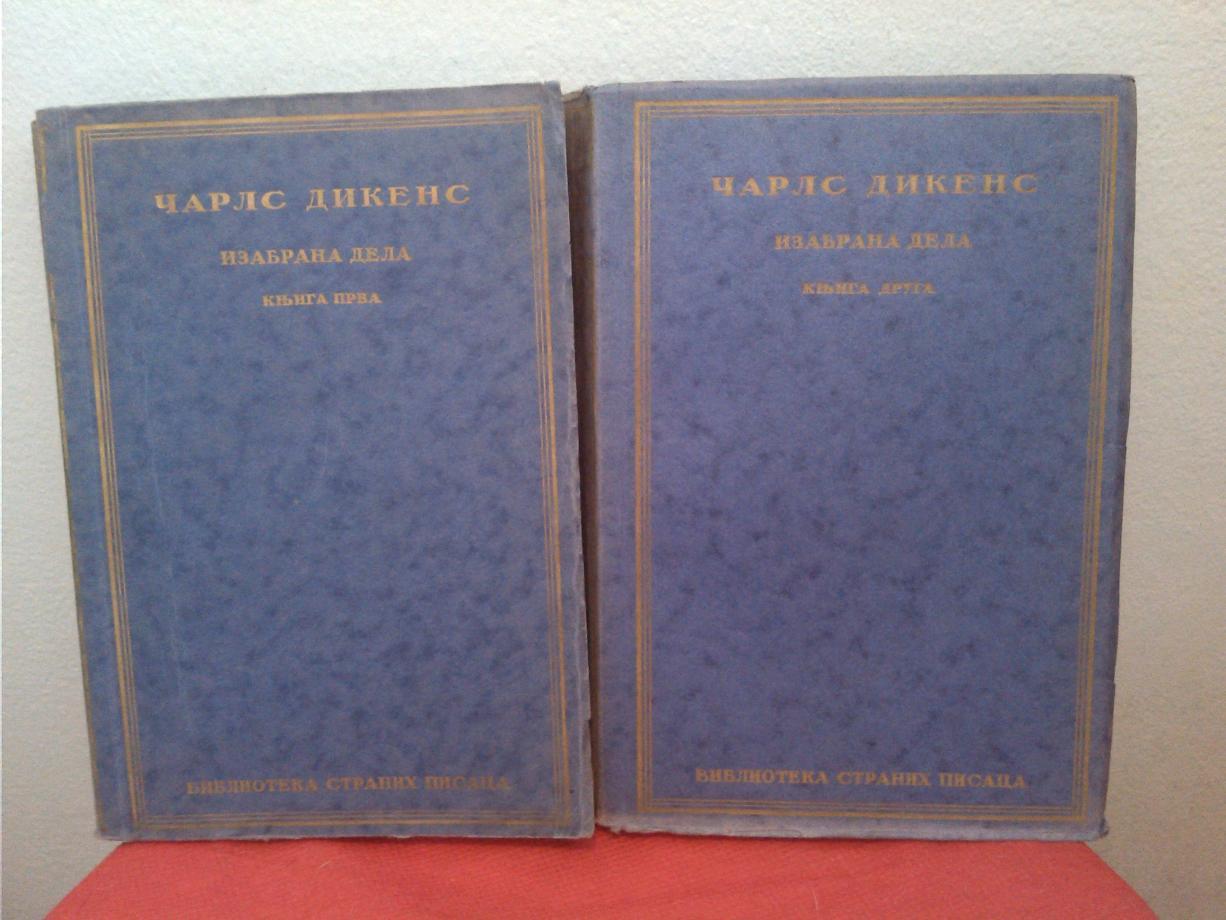 ЧАРЛС ДИКЕНС
ИЗАБРАНА ДЕЛА
КЊИГА ПРВА
БИБЛИОТЕКА СТРАНИХ ПИСАЦА
ЧАРЛС ДИКЕНС
ИЗАБРАНА ДЕЛА
КЊИГА ДРУГА
БИБЛИОТЕКА СТРАНИХ ПИСАЦА